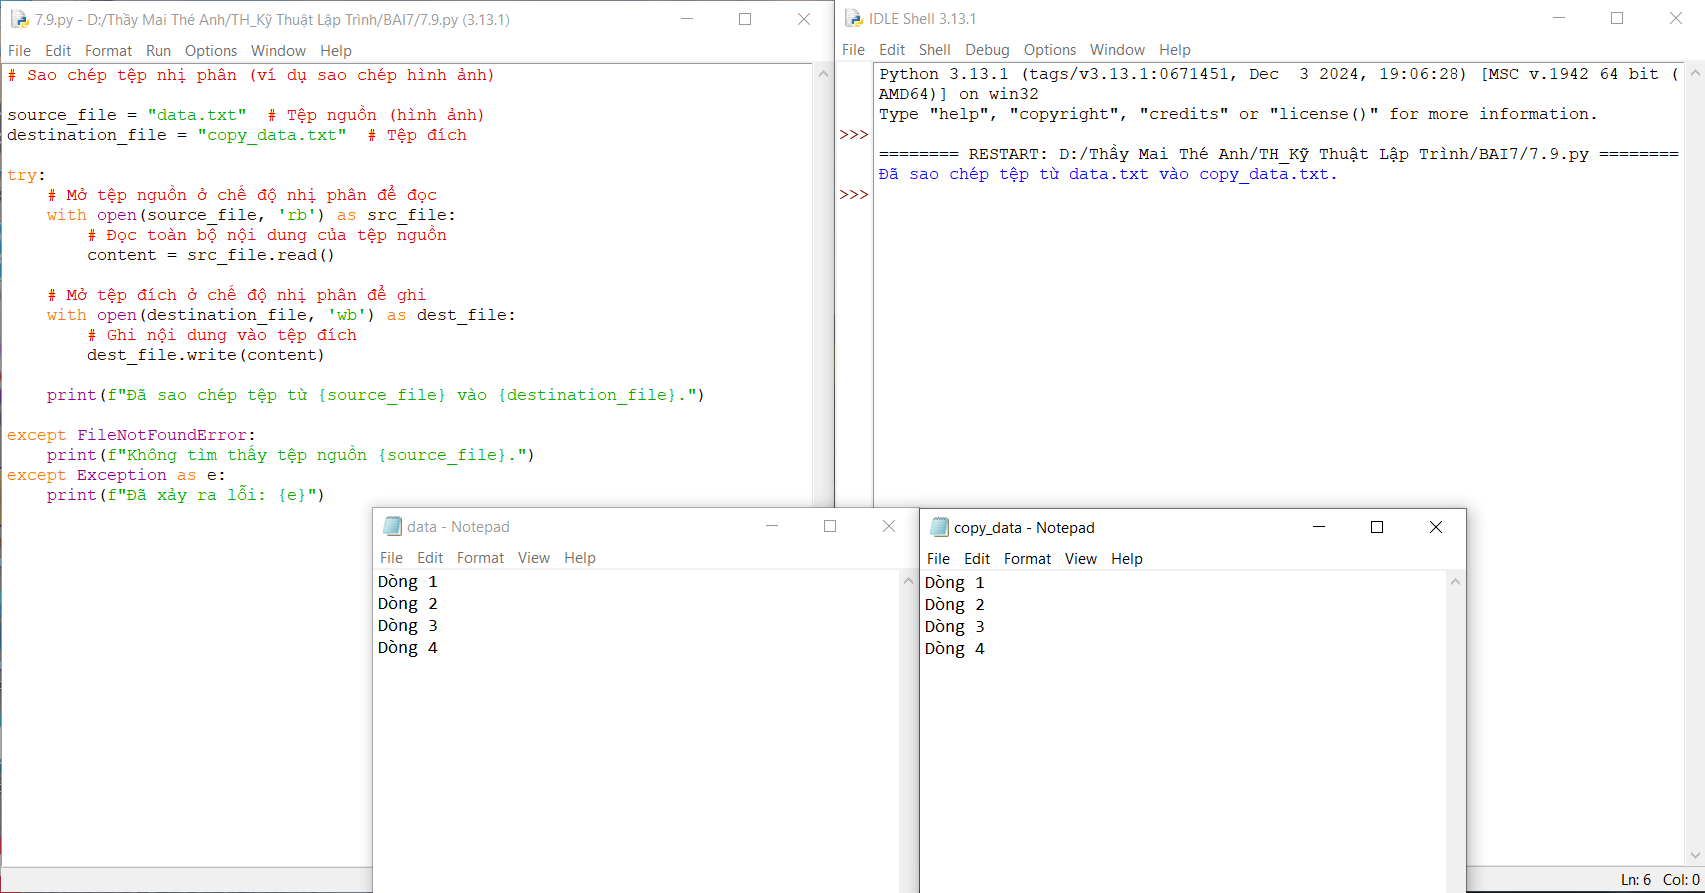 7.9.py - D:/Thầy Mai Thé Anh/TH_Kỹ Thuật Lập Trình/BAI7/7.9.py (3.13.1)
File Edit Format Run Options Window Help
# Sao chép tệp nhị phân (ví dụ sao chép hình ảnh)
source_file = "data.txt"  # Tệp nguồn (hình ảnh)
destination_file = "copy_data.txt"  # Tệp đích
try:
    # Mở tệp nguồn ở chế độ nhị phân để đọc
    with open(source_file, 'rb') as src_file:
        # Đọc toàn bộ nội dung của tệp nguồn
        content = src_file.read()
    # Mở tệp đích ở chế độ nhị phân để ghi
    with open(destination_file, 'wb') as dest_file:
        # Ghi nội dung vào tệp đích
        dest_file.write(content)
    print(f"Đã sao chép tệp từ {source_file} vào {destination_file}.")
except FileNotFoundError:
    print(f"Không tìm thấy tệp nguồn {source_file}.")
except Exception as e:
    print(f"Đã xảy ra lỗi: {e}")
IDLE Shell 3.13.1
File Edit Shell Debug Options Window Help
Python 3.13.1 (tags/v3.13.1:0671451, Dec  3 2024, 19:06:28) [MSC v.1942 64 bit (
AMD64)] on win32
Type "help", "copyright", "credits" or "license()" for more information.
>>>
======== RESTART: D:/Thầy Mai Thé Anh/TH_Kỹ Thuật Lập Trình/BAI7/7.9.py ========
Đã sao chép tệp từ data.txt vào copy_data.txt.
>>>
data - Notepad
File Edit Format View Help
Dòng 1
Dòng 2
Dòng 3
Dòng 4
copy_data - Notepad
File Edit Format View Help
Dòng 1
Dòng 2
Dòng 3
Dòng 4
Ln: 6 Col: 0